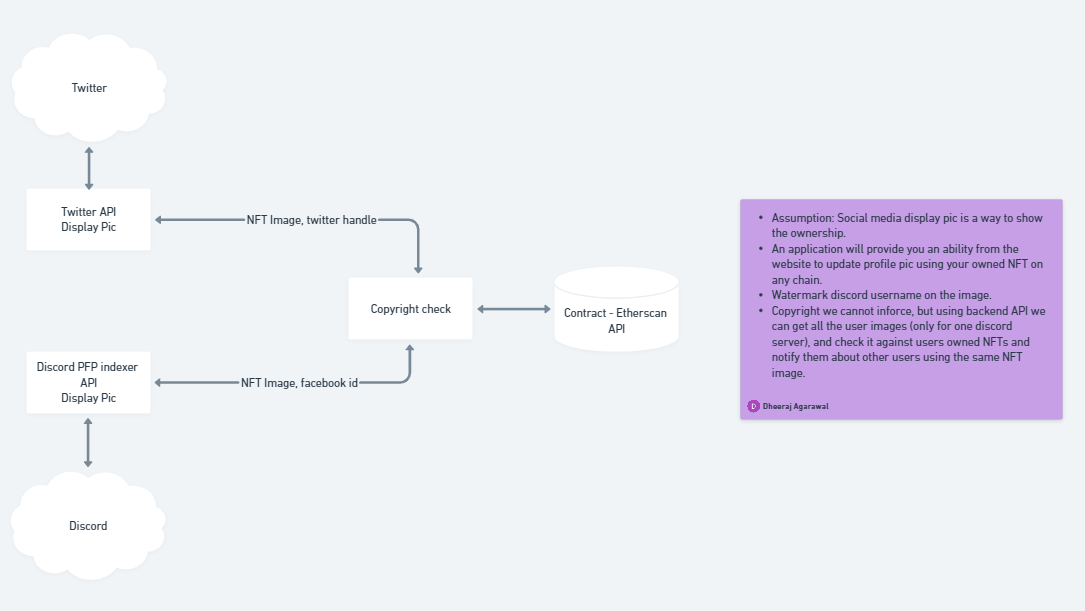 Twitter
Twitter API
Display Pic
NFT Image, twitter handle
Copyright check
Contract - Etherscan
API
Discord PFP indexer
API
Display Pic
NFT Image, facebook id
Discord
• Assumption: Social media display pic is a way to show
the ownership.
• An application will provide you an ability from the
website to update profile pic using your owned NFT on
any chain.
• Watermark discord username on the image.
• Copyright we cannot inforce, but using backend API we
can get all the user images (only for one discord
server), and check it against users owned NFTs and
notify them about other users using the same NFT
image.
D Dheeraj Agarawal